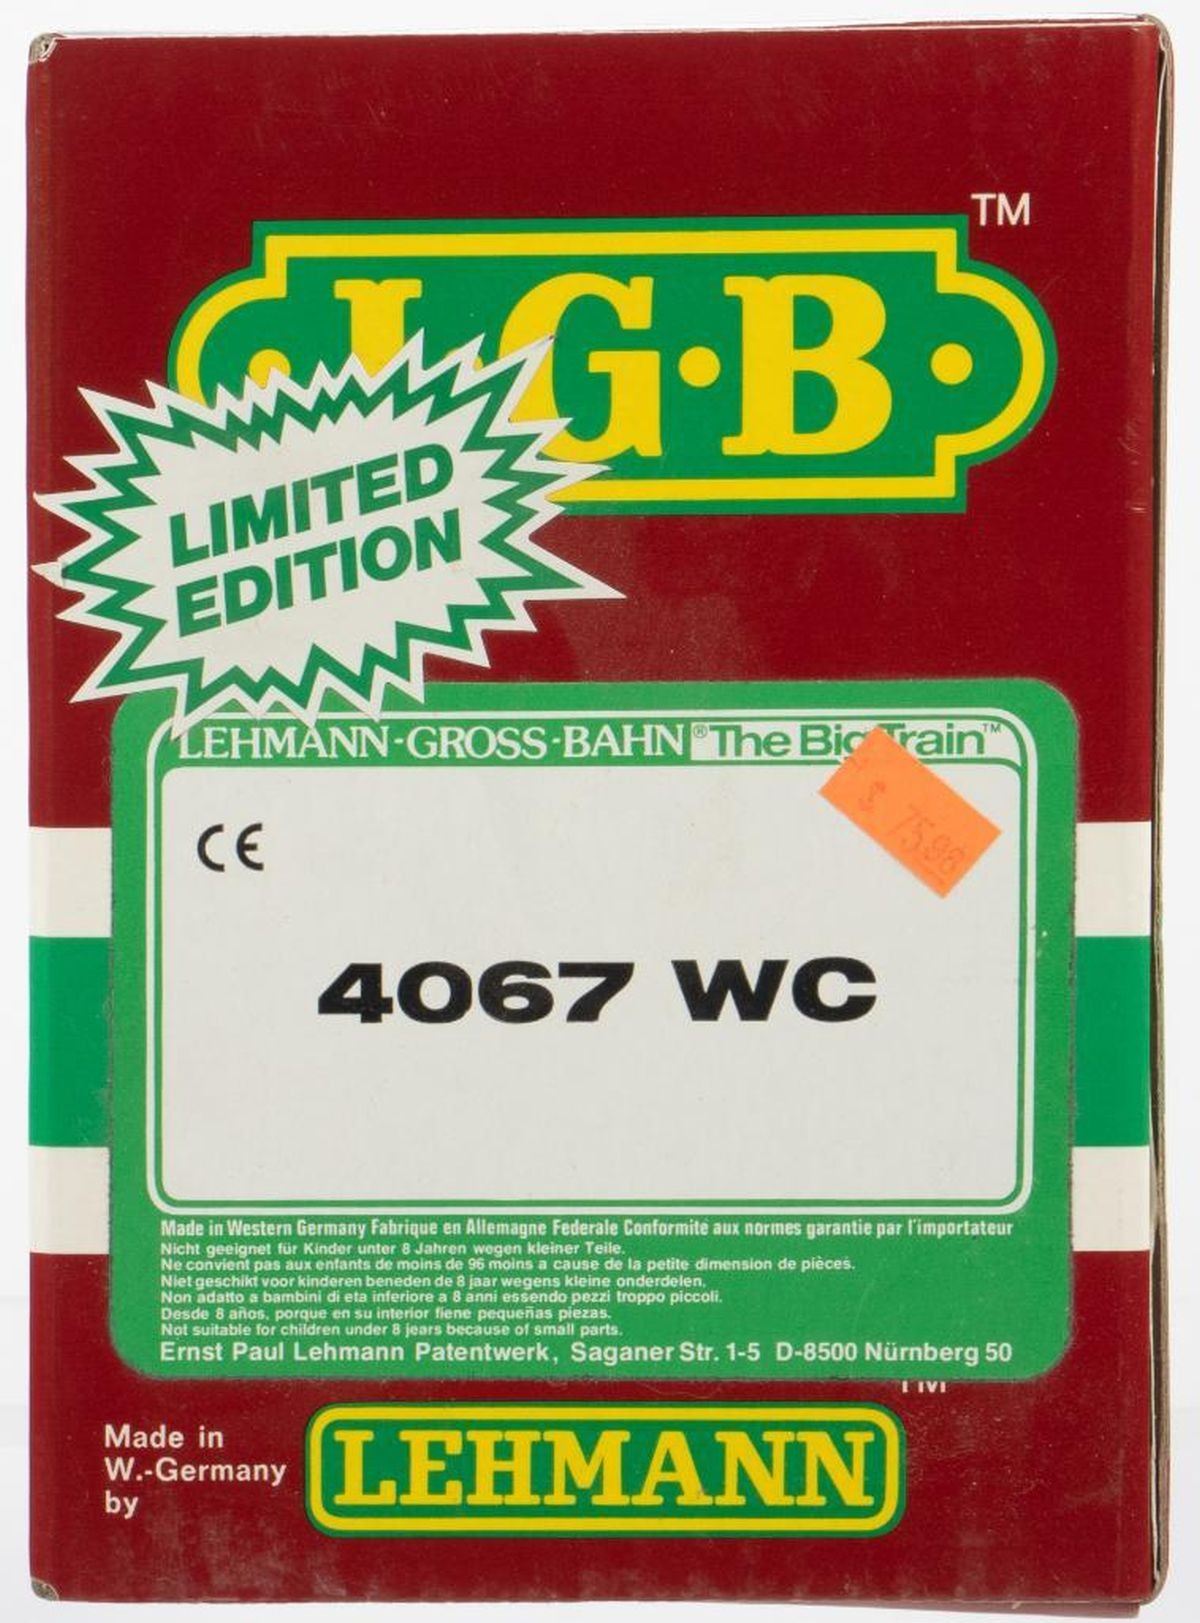 TM
·L·G·B·
LIMITED
EDITION
LEHMANN-GROSS-BAHN® The Big Train™
CE
$ 75.98
4067 WC
Made in Western Germany Fabrique en Allemagne Federale Conformité aux normes garantie par l'importateur
Nicht geeignet für Kinder unter 8 Jahren wegen kleiner Teile.
Ne convient pas aux enfants de moins de 96 moins a cause de la petite dimension de pièces.
Niet geschikt voor kinderen beneden de 8 jaar wegens kleine onderdelen.
Non adatto a bambini di eta inferiore a 8 anni essendo pezzi troppo piccoli.
Desde 8 años, porque en su interior fiene pequeñas piezas.
Not suitable for children under 8 jears because of small parts.
Ernst Paul Lehmann Patentwerk, Saganer Str. 1-5 D-8500 Nürnberg 50
TM
Made in
W.-Germany
by
LEHMANN